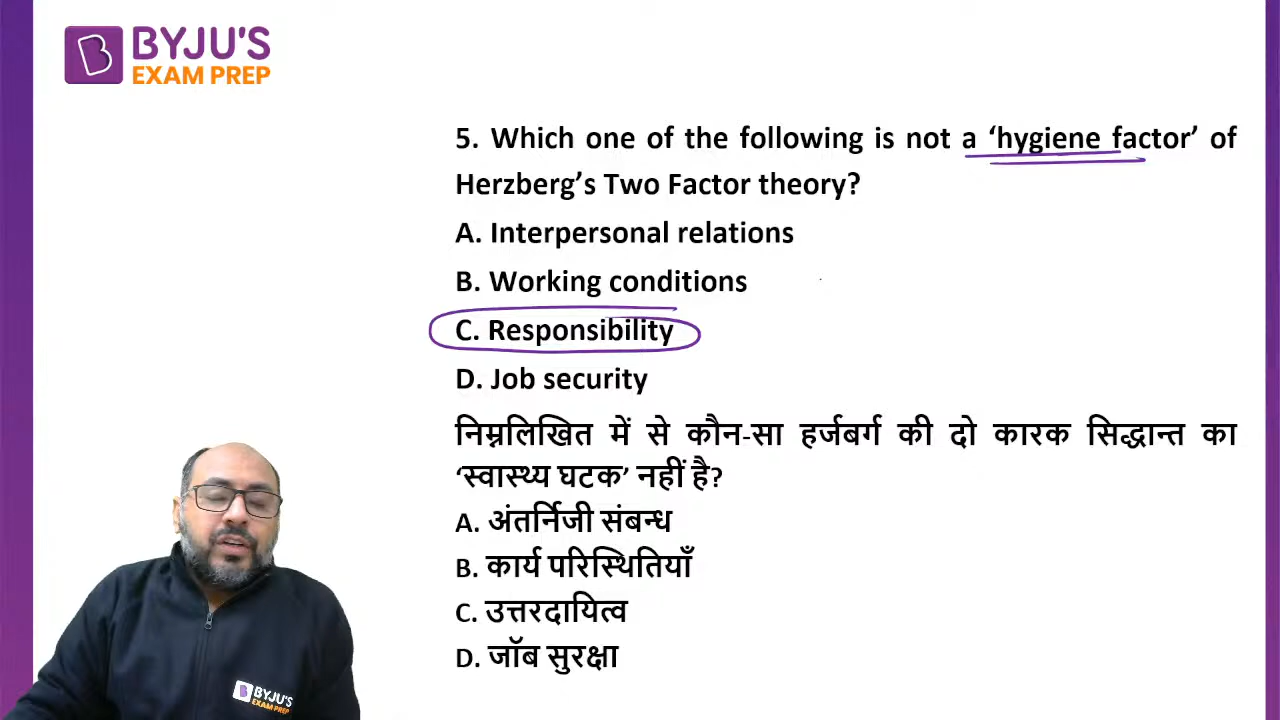 BYJU'S
EXAM PREP
5. Which one of the following is not a ‘hygiene factor’ of
Herzberg’s Two Factor theory?
A. Interpersonal relations
B. Working conditions
C. Responsibility
D. Job security
निम्नलिखित में से कौन-सा हर्जबर्ग की दो कारक सिद्धान्त का
‘स्वास्थ्य घटक’ नहीं है?
A. अंतर्निजी संबन्ध
B. कार्य परिस्थितियाँ
C. उत्तरदायित्व
D. जॉब सुरक्षा
BYJU'S
EXAM PREP